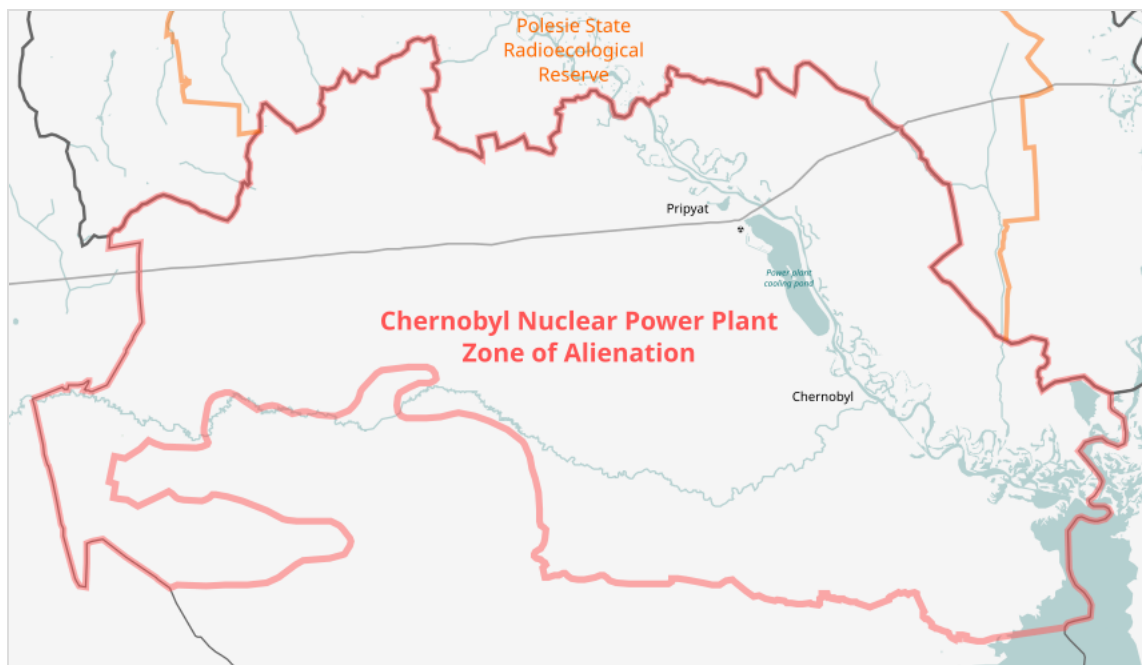 Polesie State
Radioecological
Reserve
Pripyat
Power plant
cooling pond
Chernobyl Nuclear Power Plant
Zone of Alienation
Chernobyl